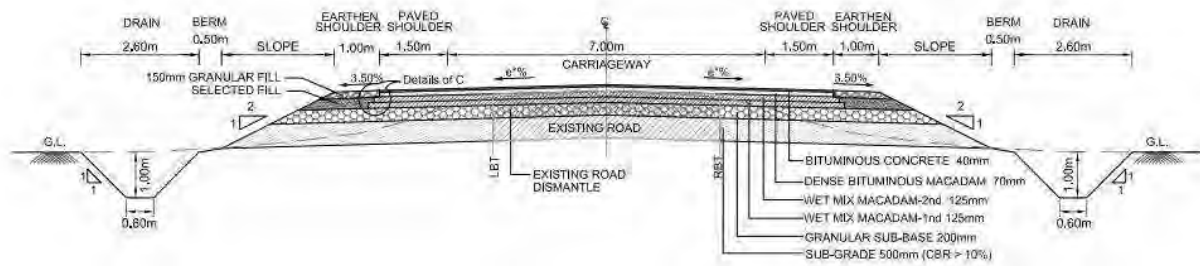 DRAIN
BERM
EARTHEN SHOULDER
PAVED SHOULDER
C
PAVED SHOULDER
EARTHEN SHOULDER
BERM
DRAIN
2.60m
0.50m
SLOPE
1.00m
1.50m
7.00m
1.50m
1.00m
SLOPE
0.50m
2.60m
CARRIAGEWAY
150mm GRANULAR FILL
SELECTED FILL
3.50%
Details of C
e*%
e*%
3.50%
2
1
2
1
G.L.
G.L.
EXISTING ROAD
LBT
RBT
EXISTING ROAD
DISMANTLE
1
1
1.00m
0.60m
1.00m
1
1
0.60m
BITUMINOUS CONCRETE 40mm
DENSE BITUMINOUS MACADAM 70mm
WET MIX MACADAM-2nd 125mm
WET MIX MACADAM-1nd 125mm
GRANULAR SUB-BASE 200mm
SUB-GRADE 500mm (CBR > 10%)